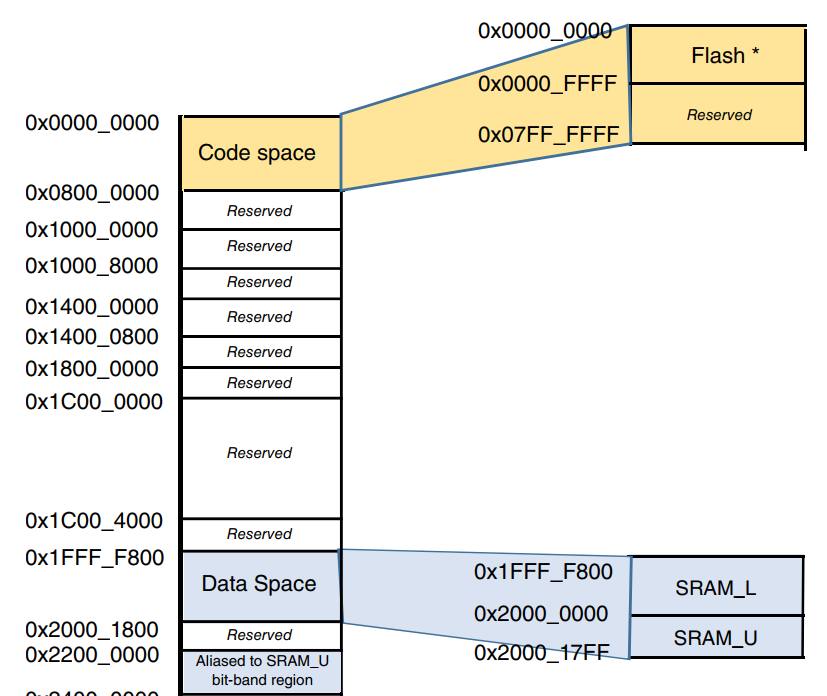 0x0000_0000
Flash *
0x0000_FFFF
Reserved
0x07FF_FFFF
0x0000_0000
Code space
0x0800_0000
Reserved
0x1000_0000
Reserved
0x1000_8000
Reserved
0x1400_0000
Reserved
0x1400_0800
Reserved
0x1800_0000
Reserved
0x1C00_0000
Reserved
0x1C00_4000
Reserved
0x1FFF_F800
Data Space
0x1FFF_F800
SRAM_L
0x2000_0000
SRAM_U
0x2000_17FF
0x2000_1800
Reserved
0x2200_0000
Aliased to SRAM_U
bit-band region